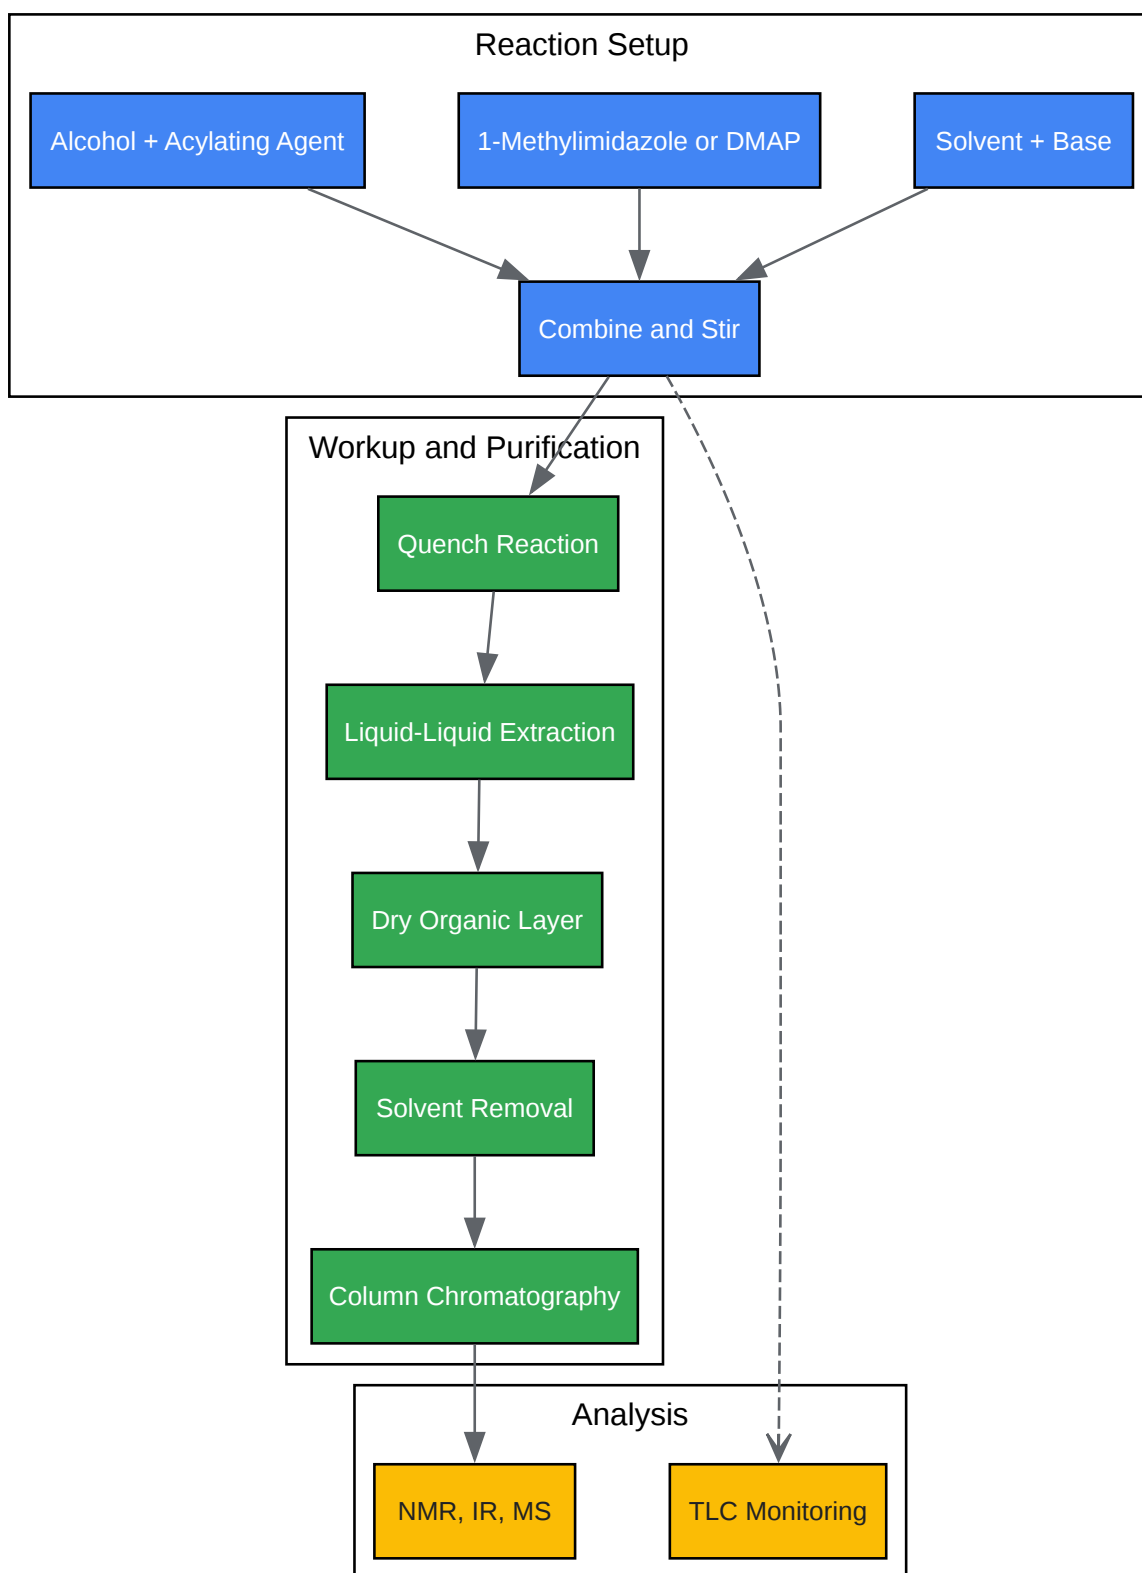 Reaction Setup
Alcohol + Acylating Agent
1-Methylimidazole or DMAP
Solvent + Base
Combine and Stir
Workup and Purification
Quench Reaction
Liquid-Liquid Extraction
Dry Organic Layer
Solvent Removal
Column Chromatography
Analysis
NMR, IR, MS
TLC Monitoring